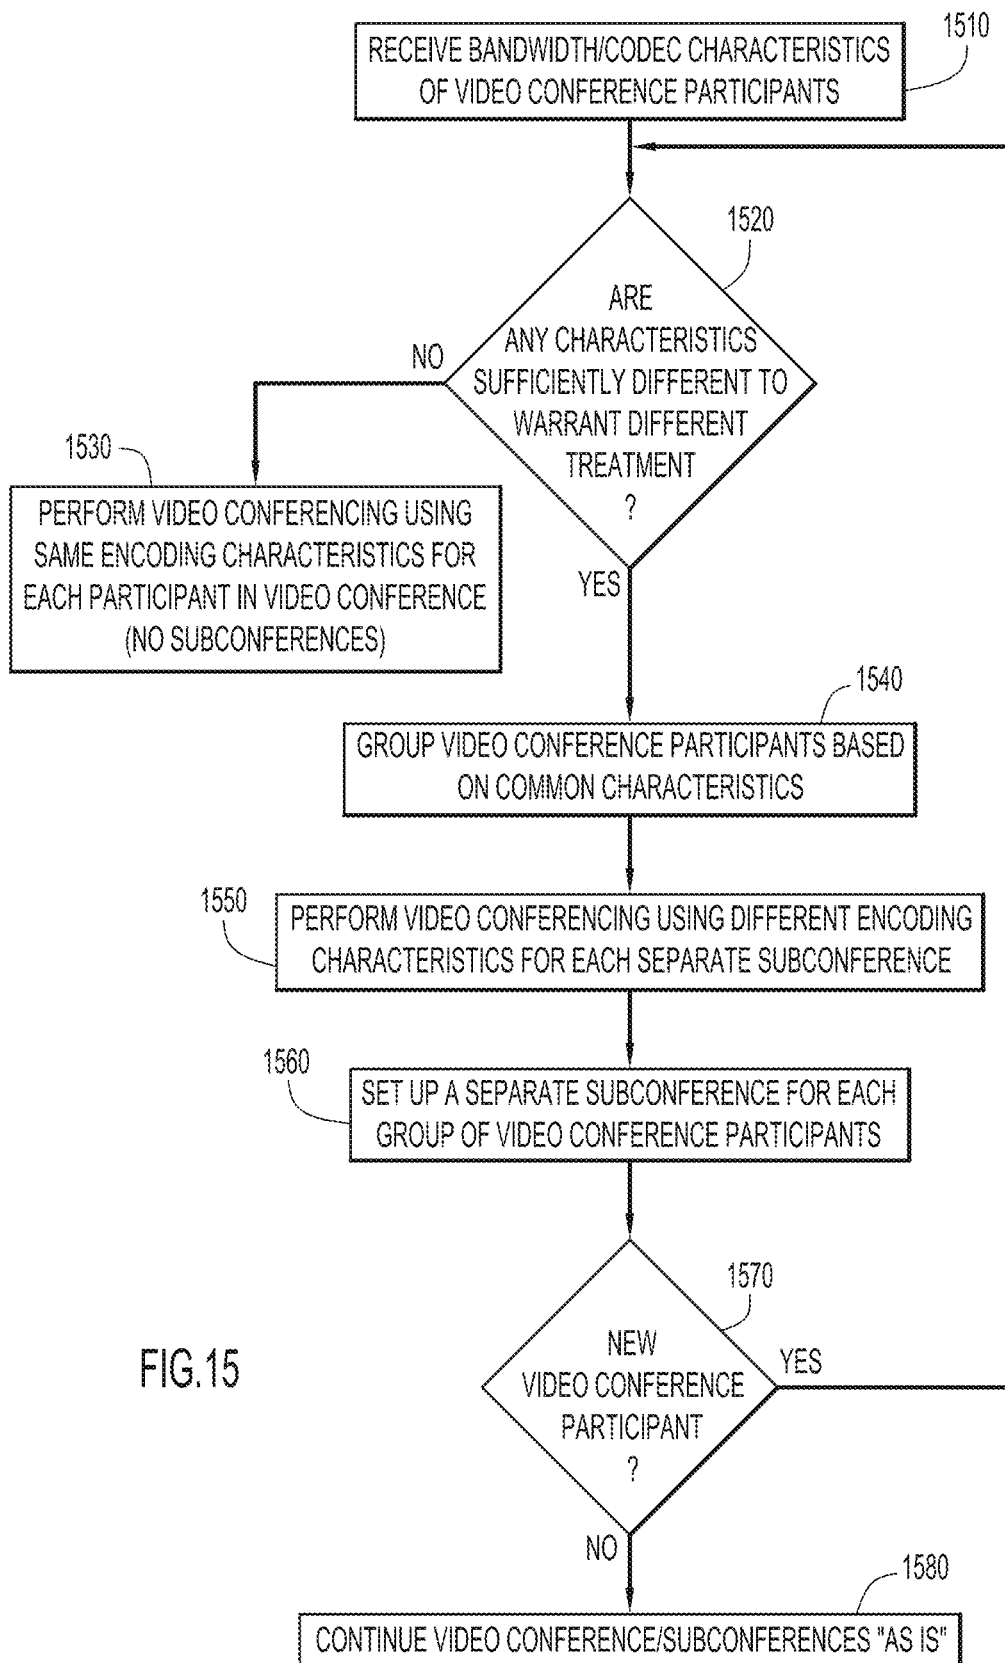 1510
RECEIVE BANDWIDTH/CODEC CHARACTERISTICS
OF VIDEO CONFERENCE PARTICIPANTS
1520
ARE
ANY CHARACTERISTICS
SUFFICIENTLY DIFFERENT TO
WARRANT DIFFERENT
TREATMENT
?
NO
1530
PERFORM VIDEO CONFERENCING USING
SAME ENCODING CHARACTERISTICS FOR
EACH PARTICIPANT IN VIDEO CONFERENCE
(NO SUBCONFERENCES)
YES
1540
GROUP VIDEO CONFERENCE PARTICIPANTS BASED
ON COMMON CHARACTERISTICS
1550
PERFORM VIDEO CONFERENCING USING DIFFERENT ENCODING
CHARACTERISTICS FOR EACH SEPARATE SUBCONFERENCE
1560
SET UP A SEPARATE SUBCONFERENCE FOR EACH
GROUP OF VIDEO CONFERENCE PARTICIPANTS
1570
NEW
VIDEO CONFERENCE
PARTICIPANT
?
YES
FIG.15
NO
1580
CONTINUE VIDEO CONFERENCE/SUBCONFERENCES "AS IS"